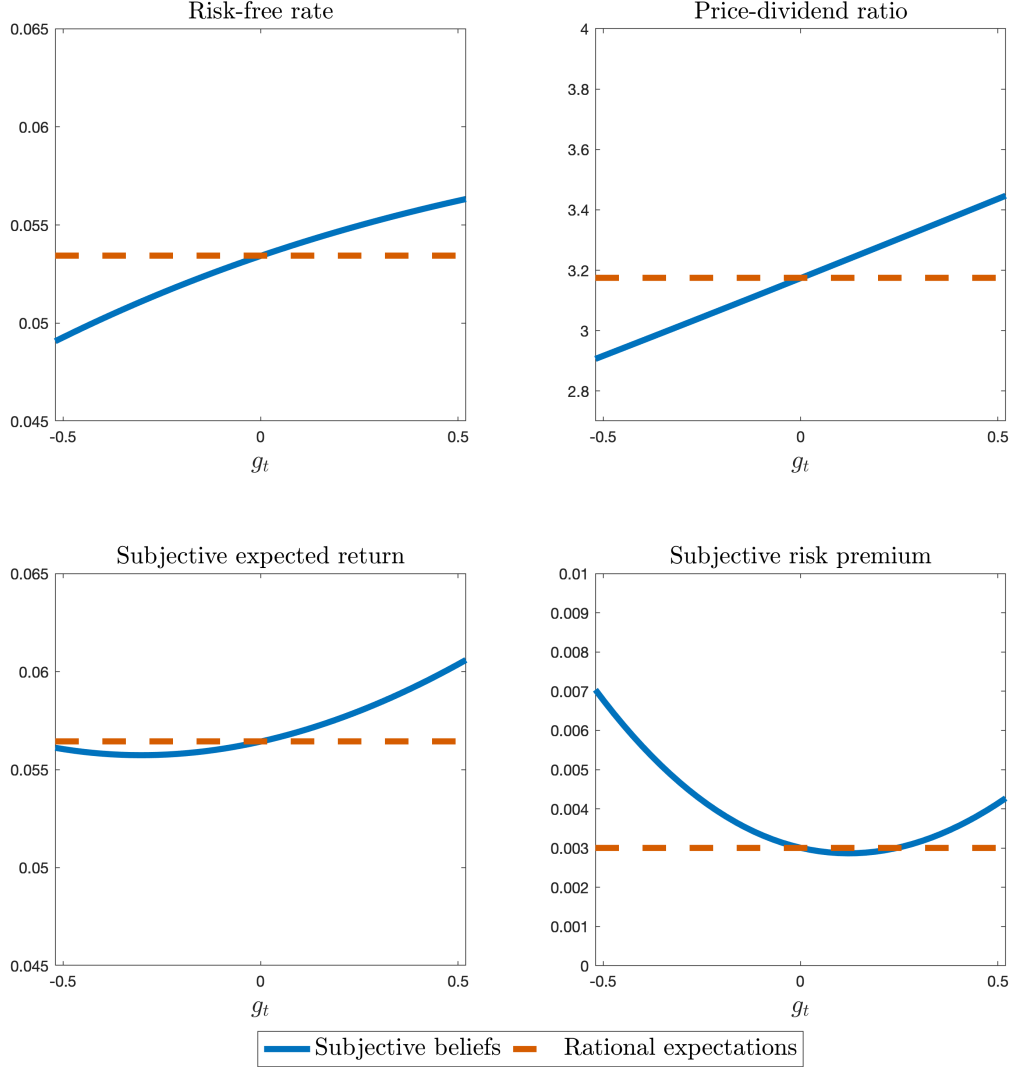 Risk-free rate
0.065
0.06
0.055
0.05
0.045
-0.5 0 0.5
g_t
Price-dividend ratio
4
3.8
3.6
3.4
3.2
3
2.8
-0.5 0 0.5
g_t
Subjective expected return
0.065
0.06
0.055
0.05
0.045
-0.5 0 0.5
g_t
Subjective risk premium
0.01
0.009
0.008
0.007
0.006
0.005
0.004
0.003
0.002
0.001
0
-0.5 0 0.5
g_t
Subjective beliefs Rational expectations